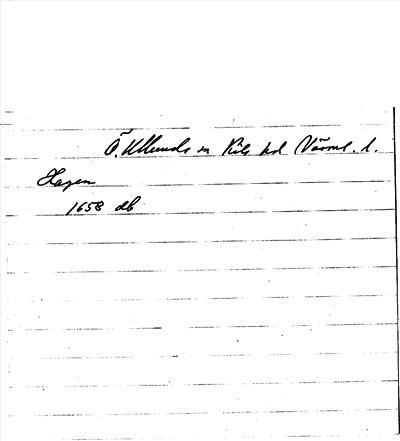 Ö. Ullerud sn Kils hd Värml. l.
Hagen
1658 db